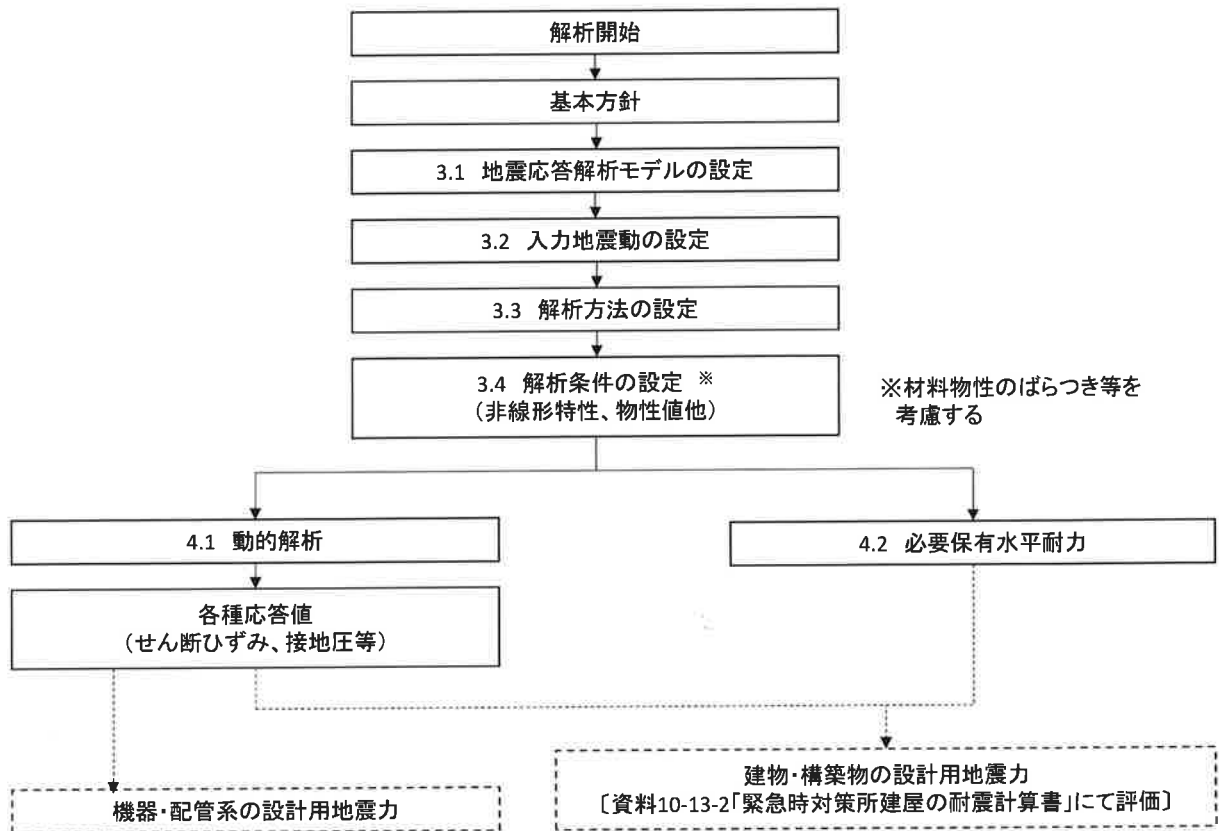 解析開始
基本方針
3.1 地震応答解析モデルの設定
3.2 入力地震動の設定
3.3 解析方法の設定
3.4 解析条件の設定 ※
(非線形特性、物性値他)
※材料物性のばらつき等を
考慮する
4.1 動的解析
4.2 必要保有水平耐力
各種応答値
(せん断ひずみ、接地圧等)
機器・配管系の設計用地震力
建物・構築物の設計用地震力
〔資料10-13-2「緊急時対策所建屋の耐震計算書」にて評価〕